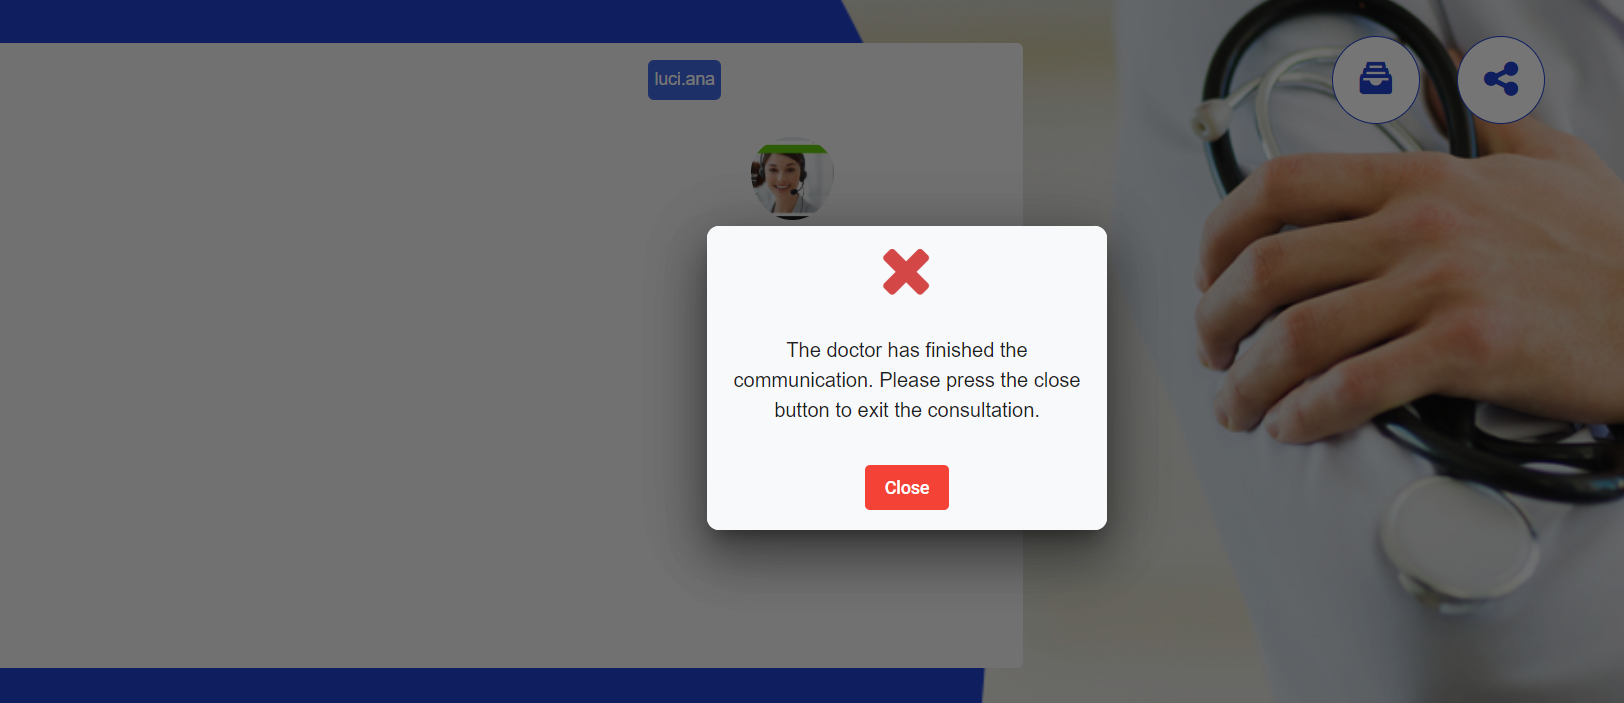 luci.ana
The doctor has finished the
communication. Please press the close
button to exit the consultation.
Close